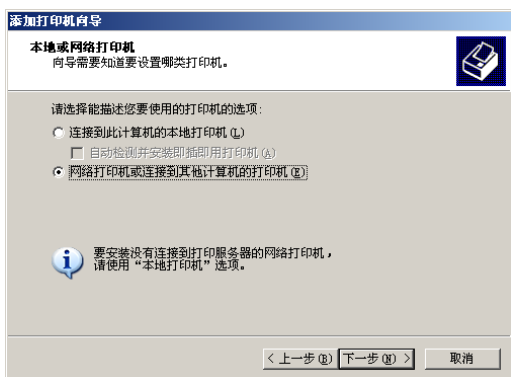 添加打印机向导
本地或网络打印机
向导需要知道要设置哪类打印机。
请选择能描述您要使用的打印机的选项:
连接到此计算机的本地打印机(L)
自动检测并安装即插即用打印机(A)
网络打印机或连接到其他计算机的打印机(E)
要安装没有连接到打印服务器的网络打印机，
请使用“本地打印机”选项。
< 上一步(B) 下一步(N) > 取消